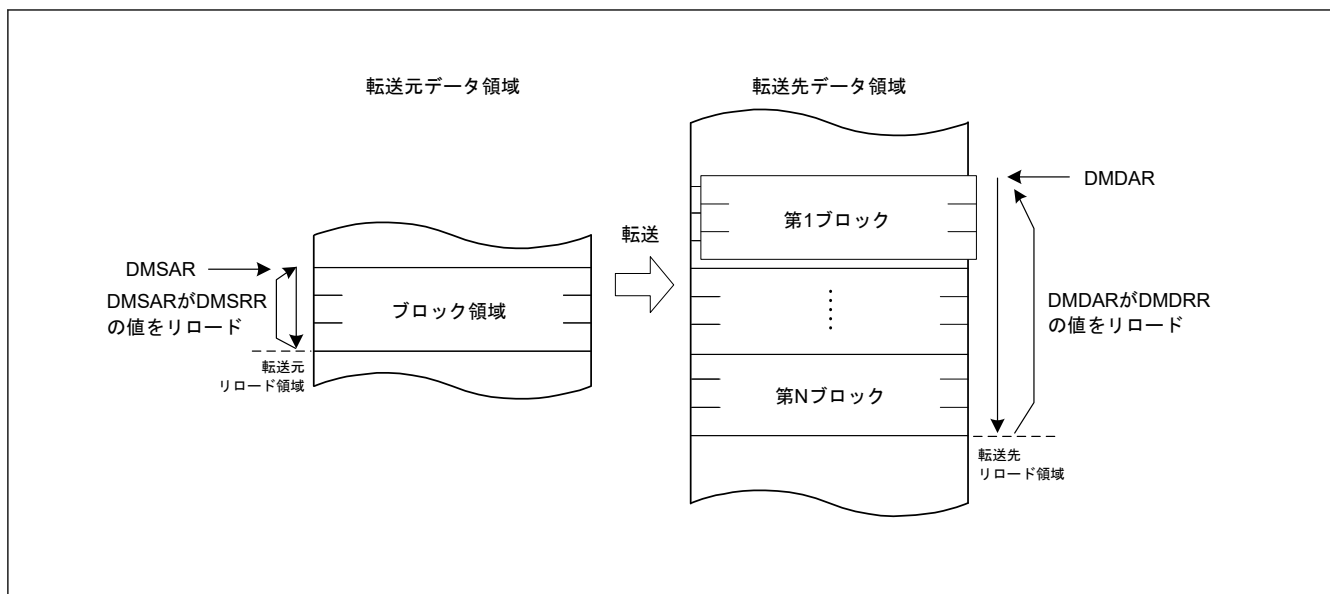 転送元データ領域
転送先データ領域
DMSAR
DMSARがDMSRR
の値をリロード
転送元
リロード領域
ブロック領域
転送
第1ブロック
第Nブロック
DMDAR
DMDARがDMDRR
の値をリロード
転送先
リロード領域